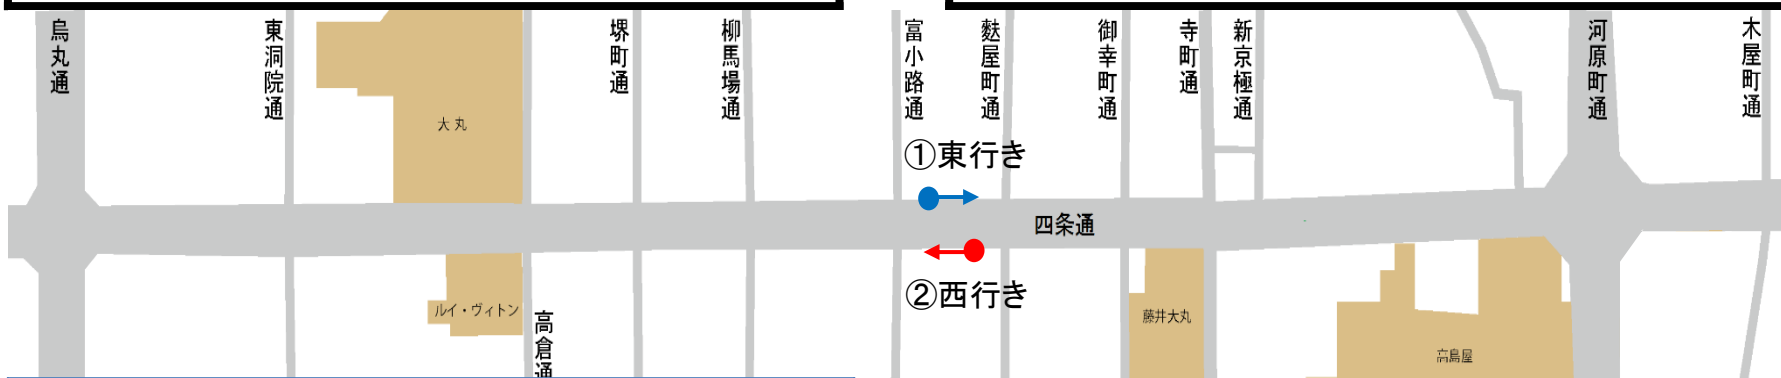 烏丸通
東洞院通
堺町通
柳馬場通
富小路通
麩屋町通
御幸町通
寺町通
新京極通
河原町通
木屋町通
大丸
①東行き
四条通
②西行き
ルイ・ヴィトン
高倉通
藤井大丸
高島屋